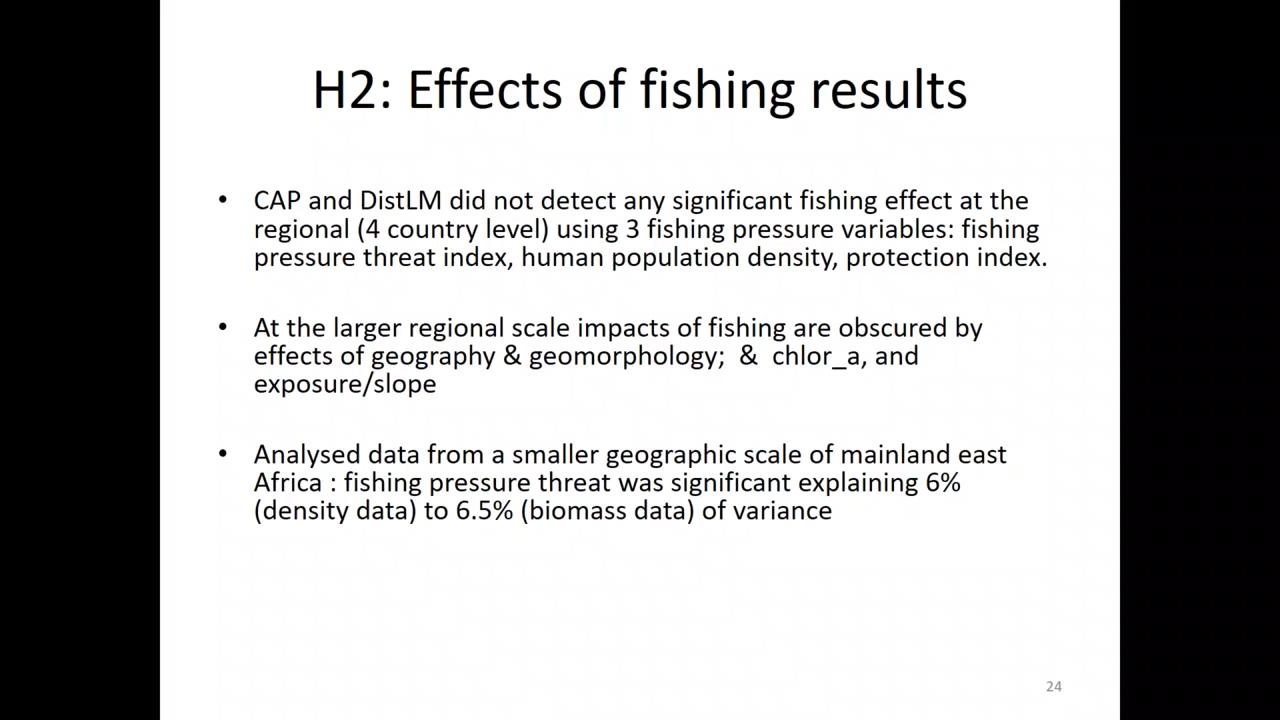 H2: Effects of fishing results
• CAP and DistLM did not detect any significant fishing effect at the
regional (4 country level) using 3 fishing pressure variables: fishing
pressure threat index, human population density, protection index.
• At the larger regional scale impacts of fishing are obscured by
effects of geography & geomorphology;  &  chlor_a, and
exposure/slope
• Analysed data from a smaller geographic scale of mainland east
Africa : fishing pressure threat was significant explaining 6%
(density data) to 6.5% (biomass data) of variance
24